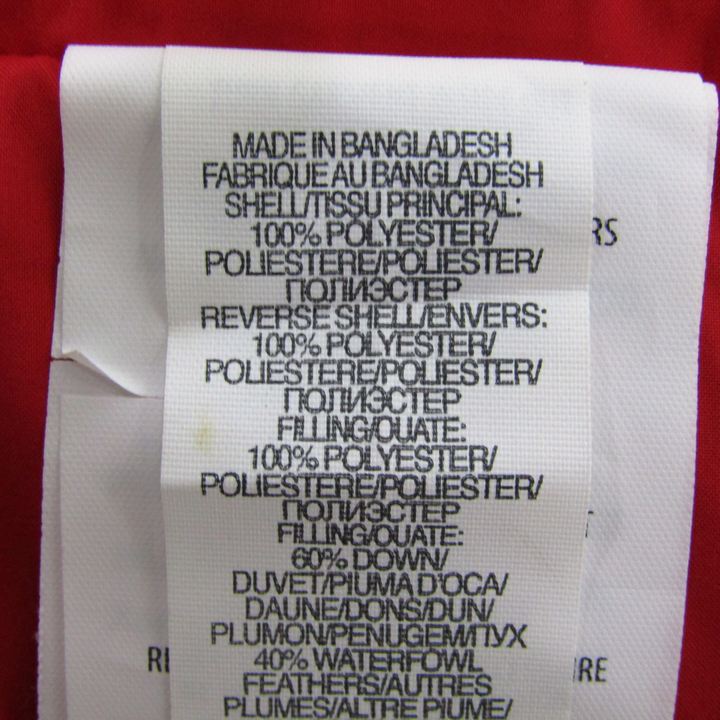 MADE IN BANGLADESH
FABRIQUE AU BANGLADESH
SHELL/TISSU PRINCIPAL:
100% POLYESTER/
POLIESTERE/POLIESTER/
ПОЛИЭСТЕР
REVERSE SHELL/ENVERS:
100% POLYESTER/
POLIESTERE/POLIESTER/
ПОЛИЭСТЕР
FILLING/OUATE:
100% POLYESTER/
POLIESTERE/POLIESTER/
ПОЛИЭСТЕР
FILLING/OUATE:
60% DOWN/
DUVET/PIUMA D'OCA/
DAUNE/DONS/DUN/
PLUMON/PENUGEM/ПУХ
40% WATERFOWL
FEATHERS/AUTRES
PLUMES/ALTRE PIUME/